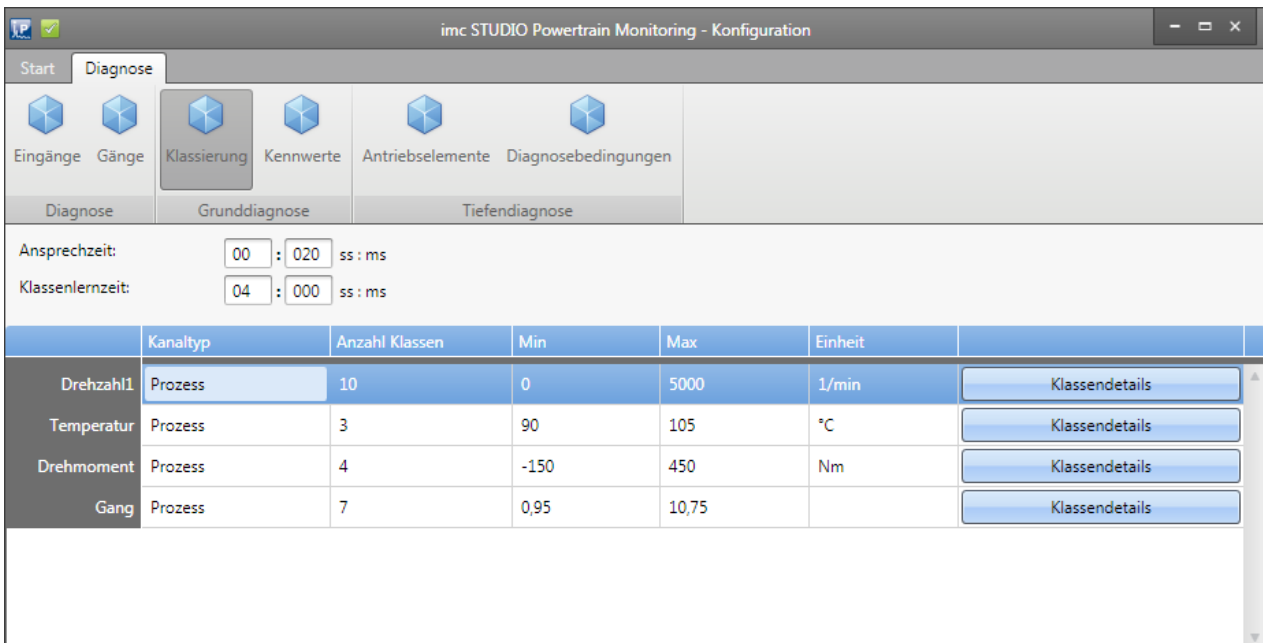 imc STUDIO Powertrain Monitoring - Konfiguration
Start Diagnose
Eingänge Gänge Klassierung Kennwerte Antriebselemente Diagnosebedingungen
Diagnose Grunddiagnose Tiefendiagnose
Ansprechzeit: 00 : 020 ss : ms
Klassenlernzeit: 04 : 000 ss : ms
Kanaltyp Anzahl Klassen Min Max Einheit
Drehzahl1 Prozess 10 0 5000 1/min Klassendetails
Temperatur Prozess 3 90 105 °C Klassendetails
Drehmoment Prozess 4 -150 450 Nm Klassendetails
Gang Prozess 7 0,95 10,75 Klassendetails